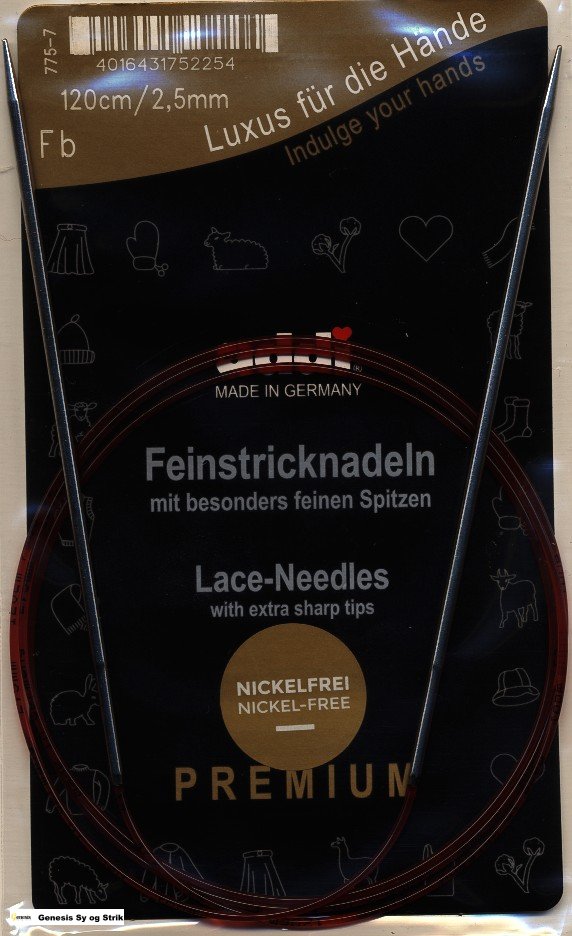 775-7
4016431752254
120cm/2,5mm
Fb
Luxus für die Hände
Indulge your hands
addi
MADE IN GERMANY
Feinstricknadeln
mit besonders feinen Spitzen
Lace-Needles
with extra sharp tips
NICKELFREI
NICKEL-FREE
PREMIUM
Genesis Sy og Strik